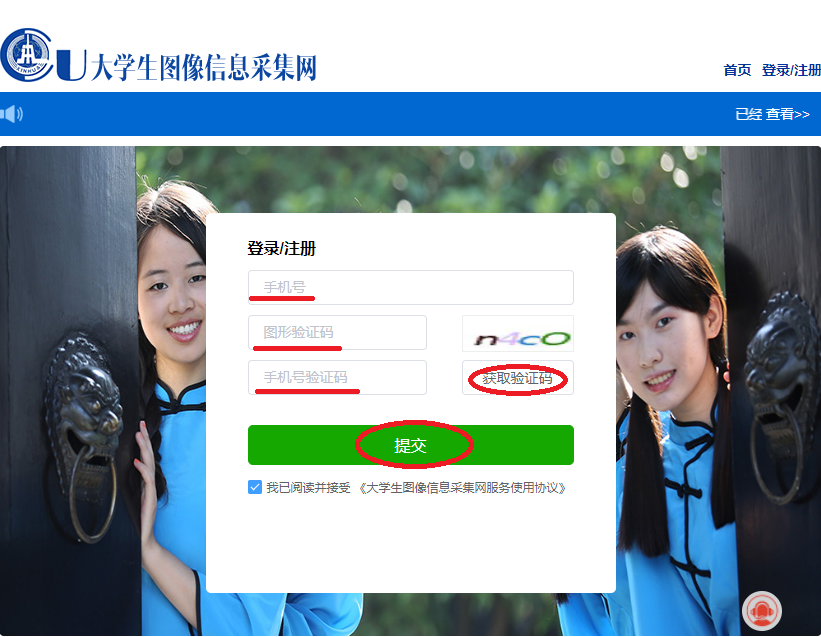 大学生图像信息采集网
首页 登录/注册
已经 查看>>
登录/注册
手机号
图形验证码
n4cO
手机号验证码
获取验证码
提交
我已阅读并接受 《大学生图像信息采集网服务使用协议》